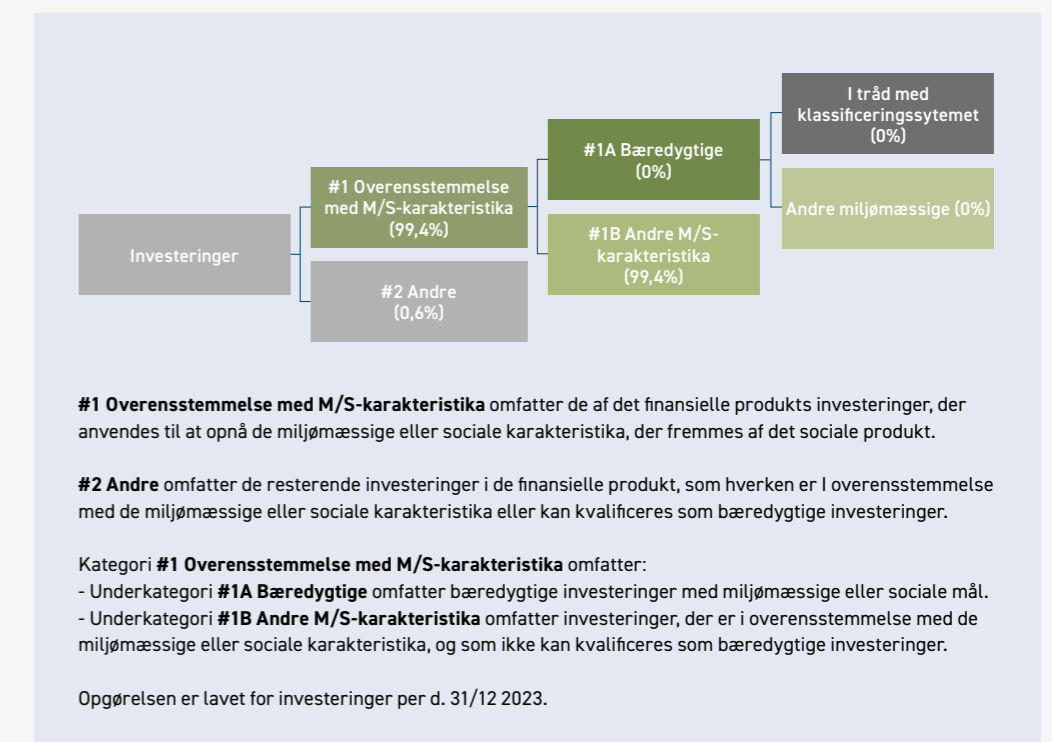 Investeringer
#1 Overensstemmelse
med M/S-karakteristika
(99,4%)
#2 Andre
(0,6%)
#1A Bæredygtige
(0%)
#1B Andre M/S-
karakteristika
(99,4%)
I tråd med
klassificeringssytemet
(0%)
Andre miljømæssige (0%)
#1 Overensstemmelse med M/S-karakteristika omfatter de af det finansielle produkts investeringer, der
anvendes til at opnå de miljømæssige eller sociale karakteristika, der fremmes af det sociale produkt.
#2 Andre omfatter de resterende investeringer i de finansielle produkt, som hverken er I overensstemmelse
med de miljømæssige eller sociale karakteristika eller kan kvalificeres som bæredygtige investeringer.
Kategori #1 Overensstemmelse med M/S-karakteristika omfatter:
- Underkategori #1A Bæredygtige omfatter bæredygtige investeringer med miljømæssige eller sociale mål.
- Underkategori #1B Andre M/S-karakteristika omfatter investeringer, der er i overensstemmelse med de
miljømæssige eller sociale karakteristika, og som ikke kan kvalificeres som bæredygtige investeringer.
Opgørelsen er lavet for investeringer per d. 31/12 2023.